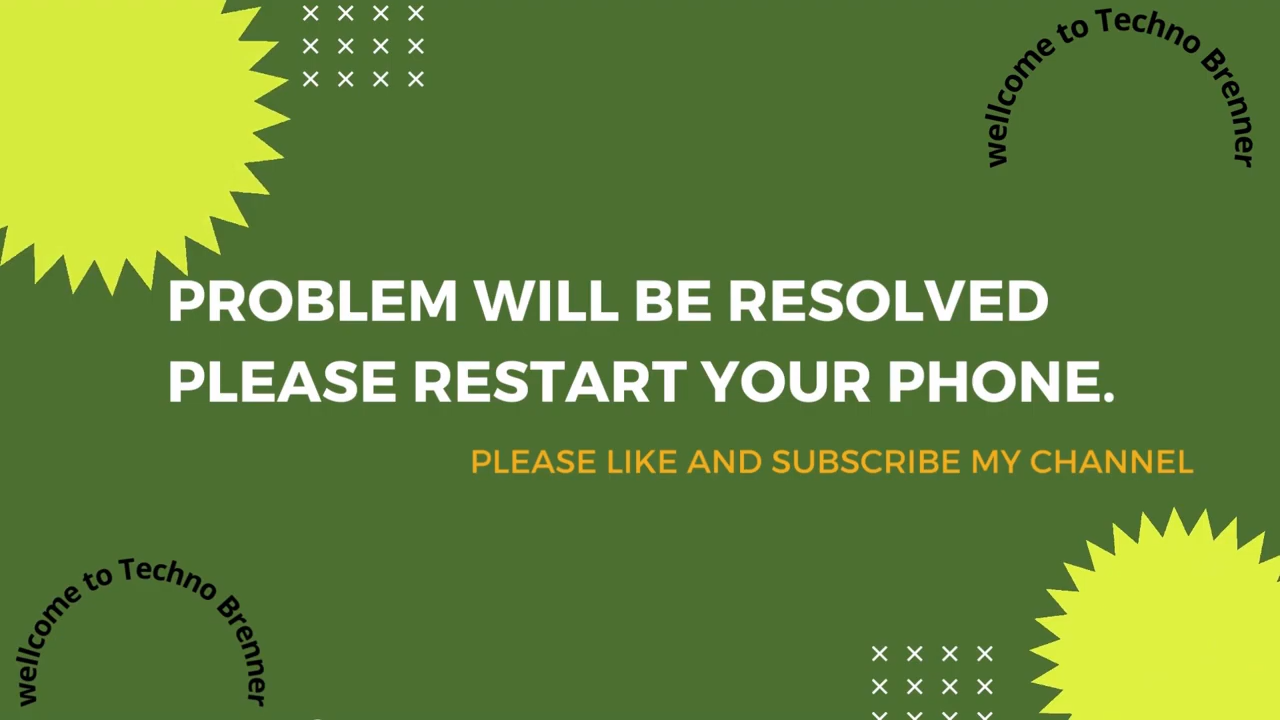 wellcome to Techno Brenner
PROBLEM WILL BE RESOLVED
PLEASE RESTART YOUR PHONE.
PLEASE LIKE AND SUBSCRIBE MY CHANNEL
wellcome to Techno Brenner